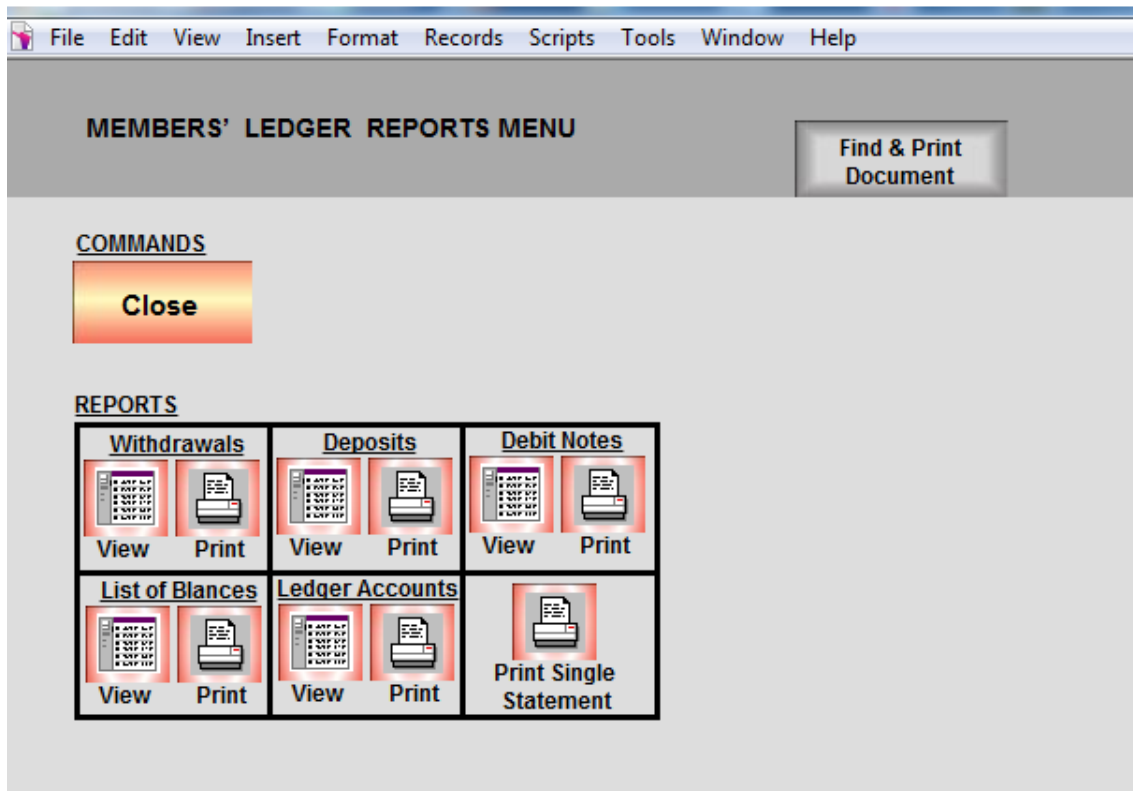 File Edit View Insert Format Records Scripts Tools Window Help
MEMBERS' LEDGER REPORTS MENU
Find & Print
Document
COMMANDS
Close
REPORTS
Withdrawals Deposits Debit Notes
View Print View Print View Print
List of Blances Ledger Accounts
View Print View Print Print Single
Statement